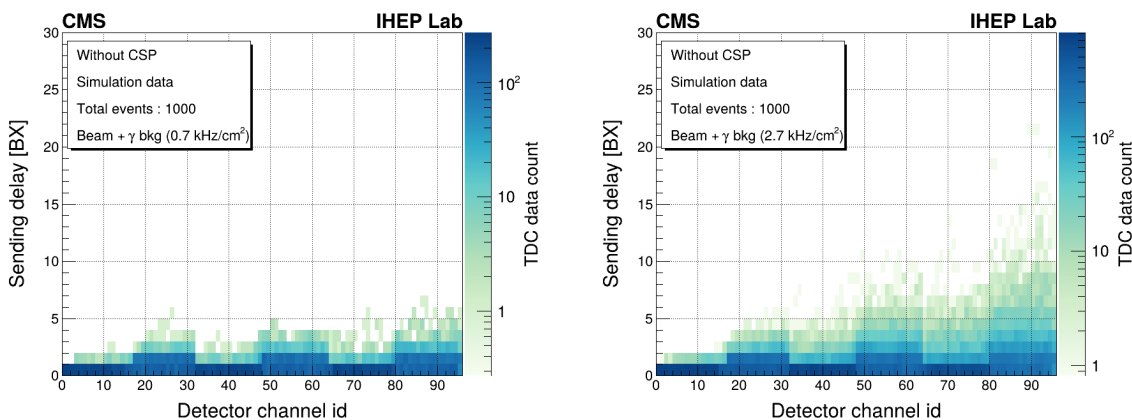 CMS IHEP Lab
30
25
20
15
10
5
0
Sending delay [BX]
Without CSP
Simulation data
Total events : 1000
Beam + γ bkg (0.7 kHz/cm²)
0 10 20 30 40 50 60 70 80 90
Detector channel id
10²
10
1
TDC data count
CMS IHEP Lab
30
25
20
15
10
5
0
Sending delay [BX]
Without CSP
Simulation data
Total events : 1000
Beam + γ bkg (2.7 kHz/cm²)
0 10 20 30 40 50 60 70 80 90
Detector channel id
10²
10
1
TDC data count